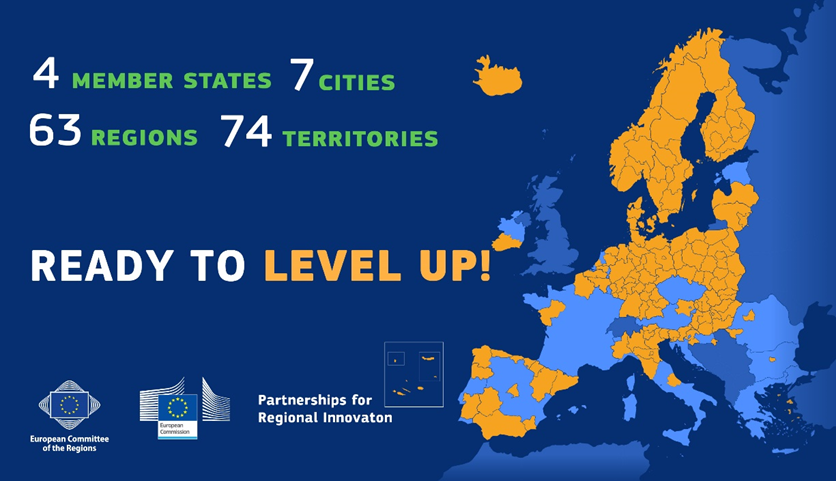 4 MEMBER STATES 7 CITIES
63 REGIONS 74 TERRITORIES
READY TO LEVEL UP!
European Committee
of the Regions
European
Commission
Partnerships for
Regional Innovaton